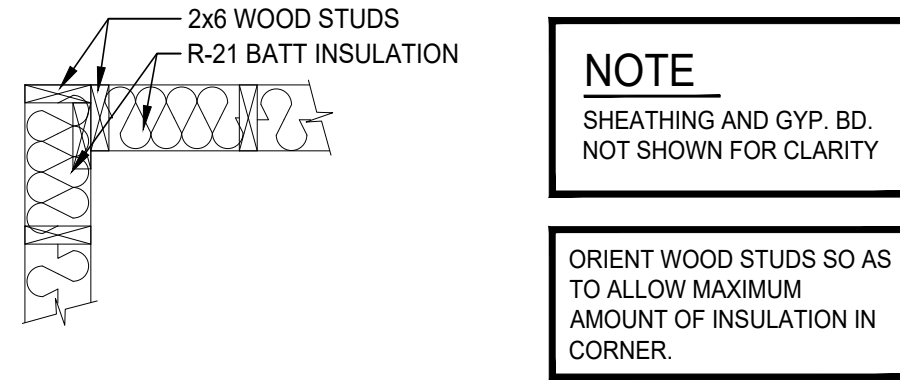 2x6 WOOD STUDS
R-21 BATT INSULATION
NOTE
SHEATHING AND GYP. BD.
NOT SHOWN FOR CLARITY
ORIENT WOOD STUDS SO AS
TO ALLOW MAXIMUM
AMOUNT OF INSULATION IN
CORNER.